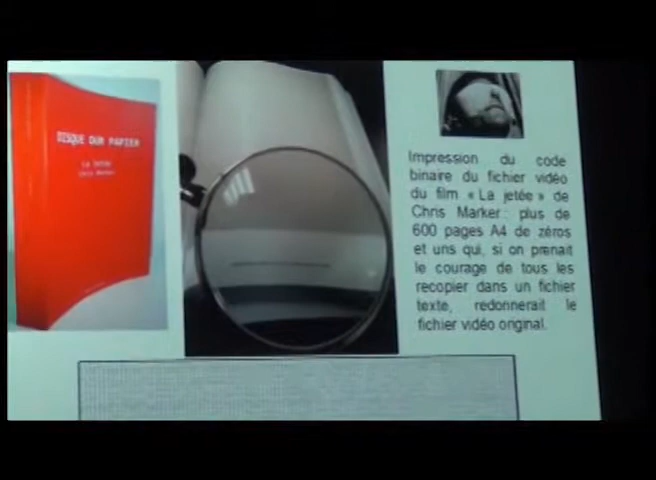 DISQUE DUR PAPIER
La Jetée
Chris Marker
Impression du code
binaire du fichier vidéo
du film « La jetée » de
Chris Marker : plus de
600 pages A4 de zéros
et uns qui, si on prenait
le courage de tous les
recopier dans un fichier
texte, redonnerait le
fichier vidéo original.